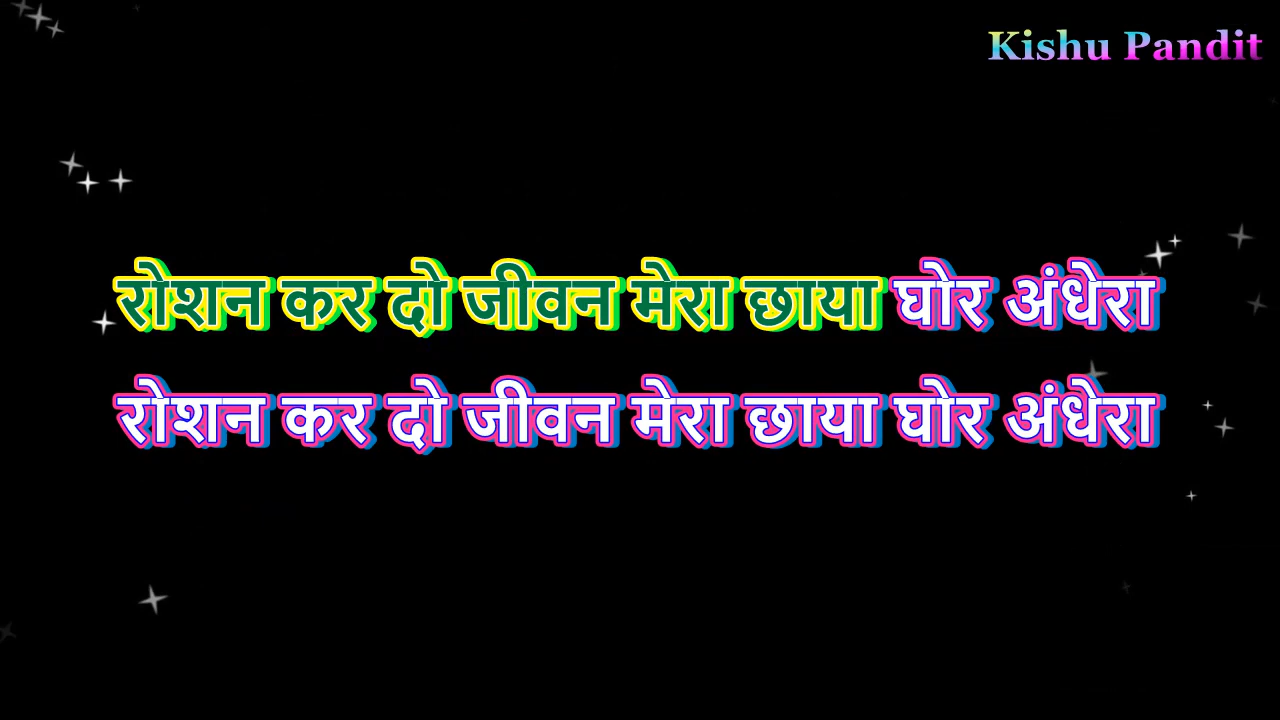 Kishu Pandit
रोशन कर दो जीवन मेरा छाया घोर अंधेरा
रोशन कर दो जीवन मेरा छाया घोर अंधेरा